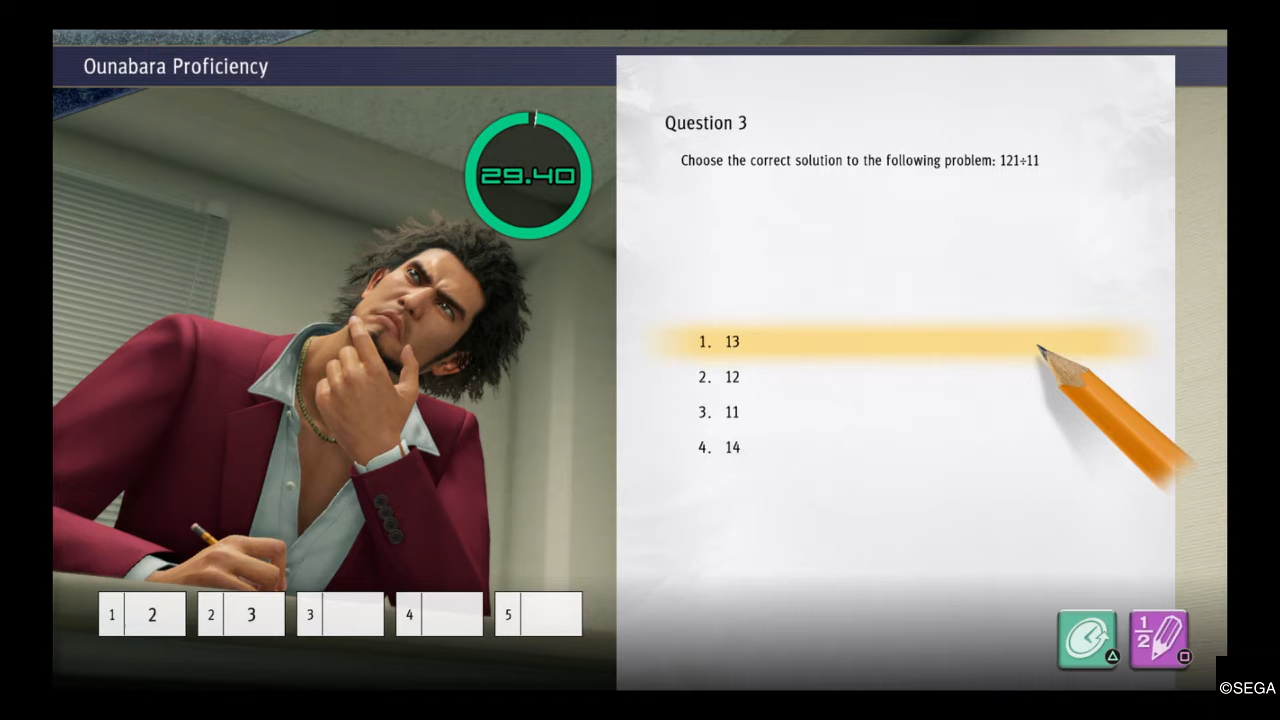 Ounabara Proficiency
29.40
Question 3
Choose the correct solution to the following problem: 121÷11
1. 13
2. 12
3. 11
4. 14
1 2
2 3
3
4
5
1/2
©SEGA